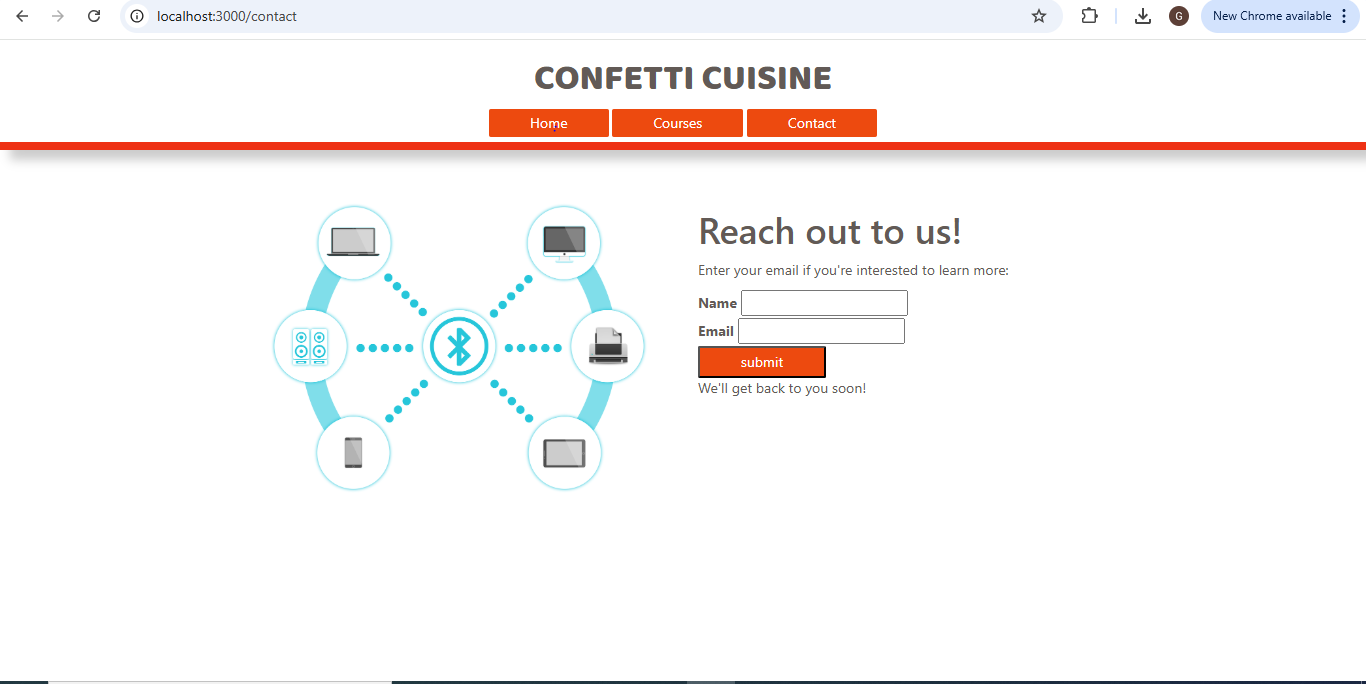 localhost:3000/contact
G
New Chrome available
CONFETTI CUISINE
Home Courses Contact
Reach out to us!
Enter your email if you're interested to learn more:
Name
Email
submit
We'll get back to you soon!